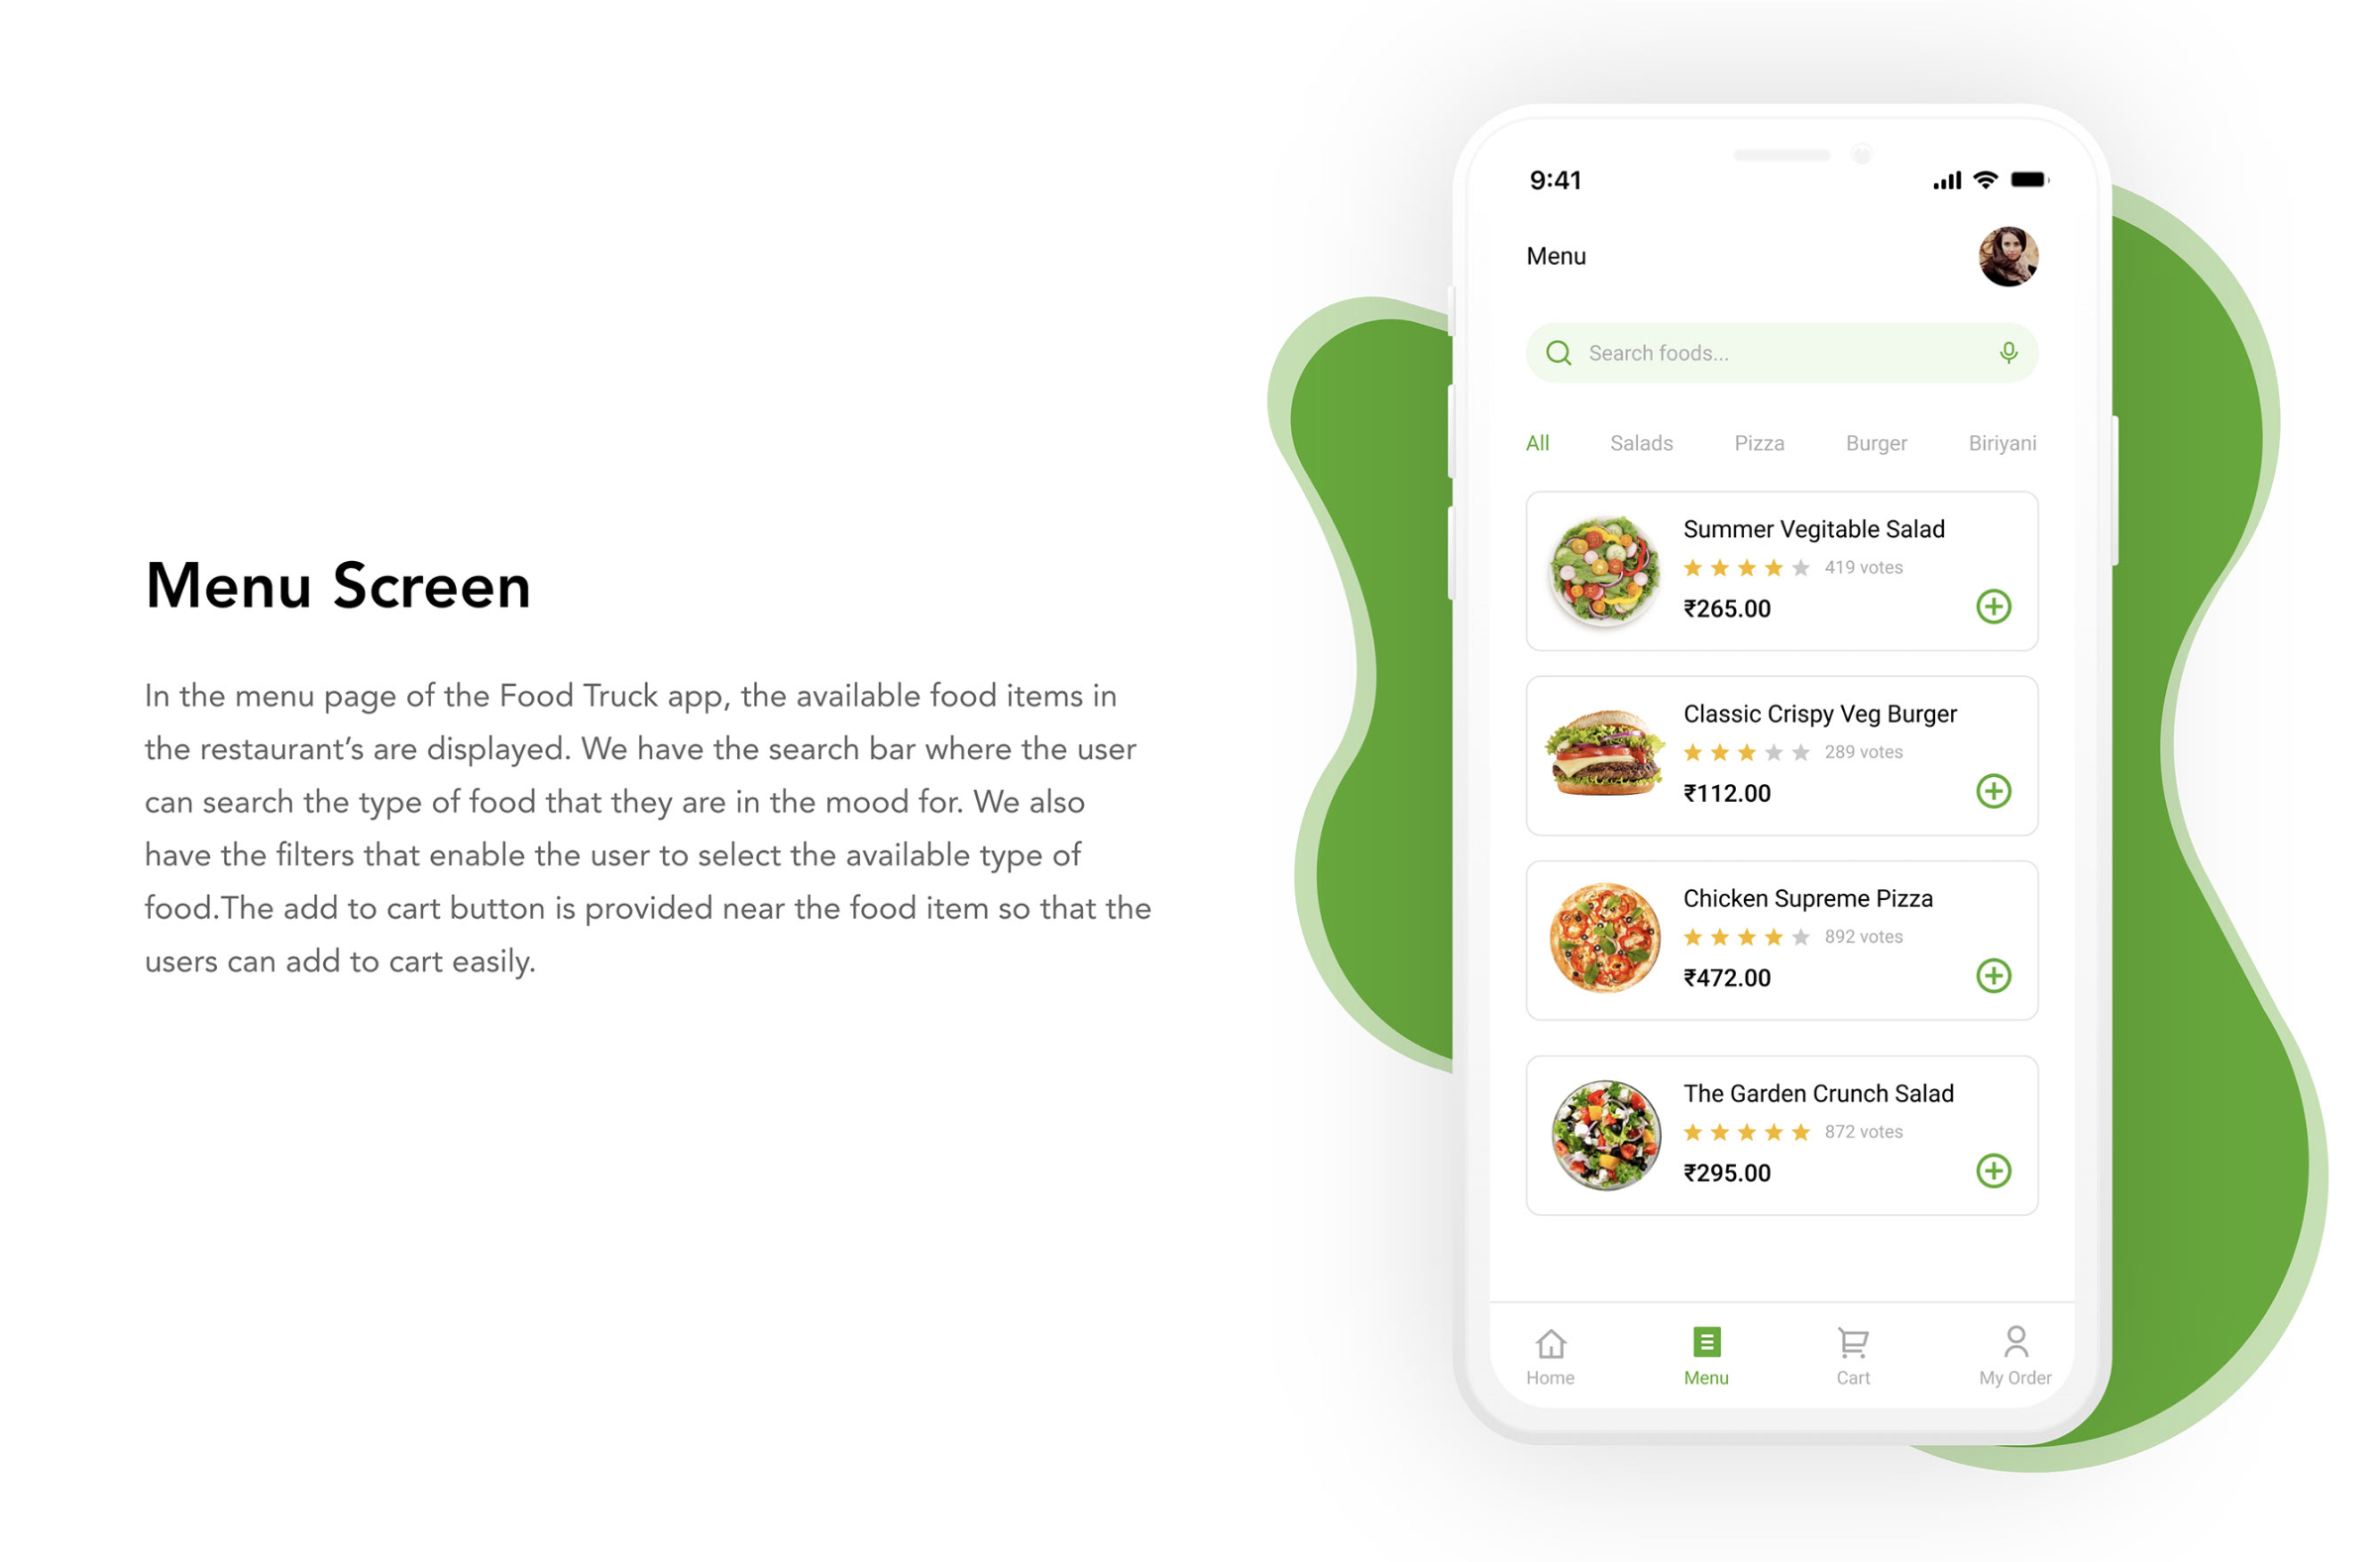 Menu Screen
In the menu page of the Food Truck app, the available food items in
the restaurant’s are displayed. We have the search bar where the user
can search the type of food that they are in the mood for. We also
have the filters that enable the user to select the available type of
food.The add to cart button is provided near the food item so that the
users can add to cart easily.
9:41
Menu
Search foods...
All Salads Pizza Burger Biriyani
Summer Vegitable Salad
419 votes
₹265.00
Classic Crispy Veg Burger
289 votes
₹112.00
Chicken Supreme Pizza
892 votes
₹472.00
The Garden Crunch Salad
872 votes
₹295.00
Home Menu Cart My Order